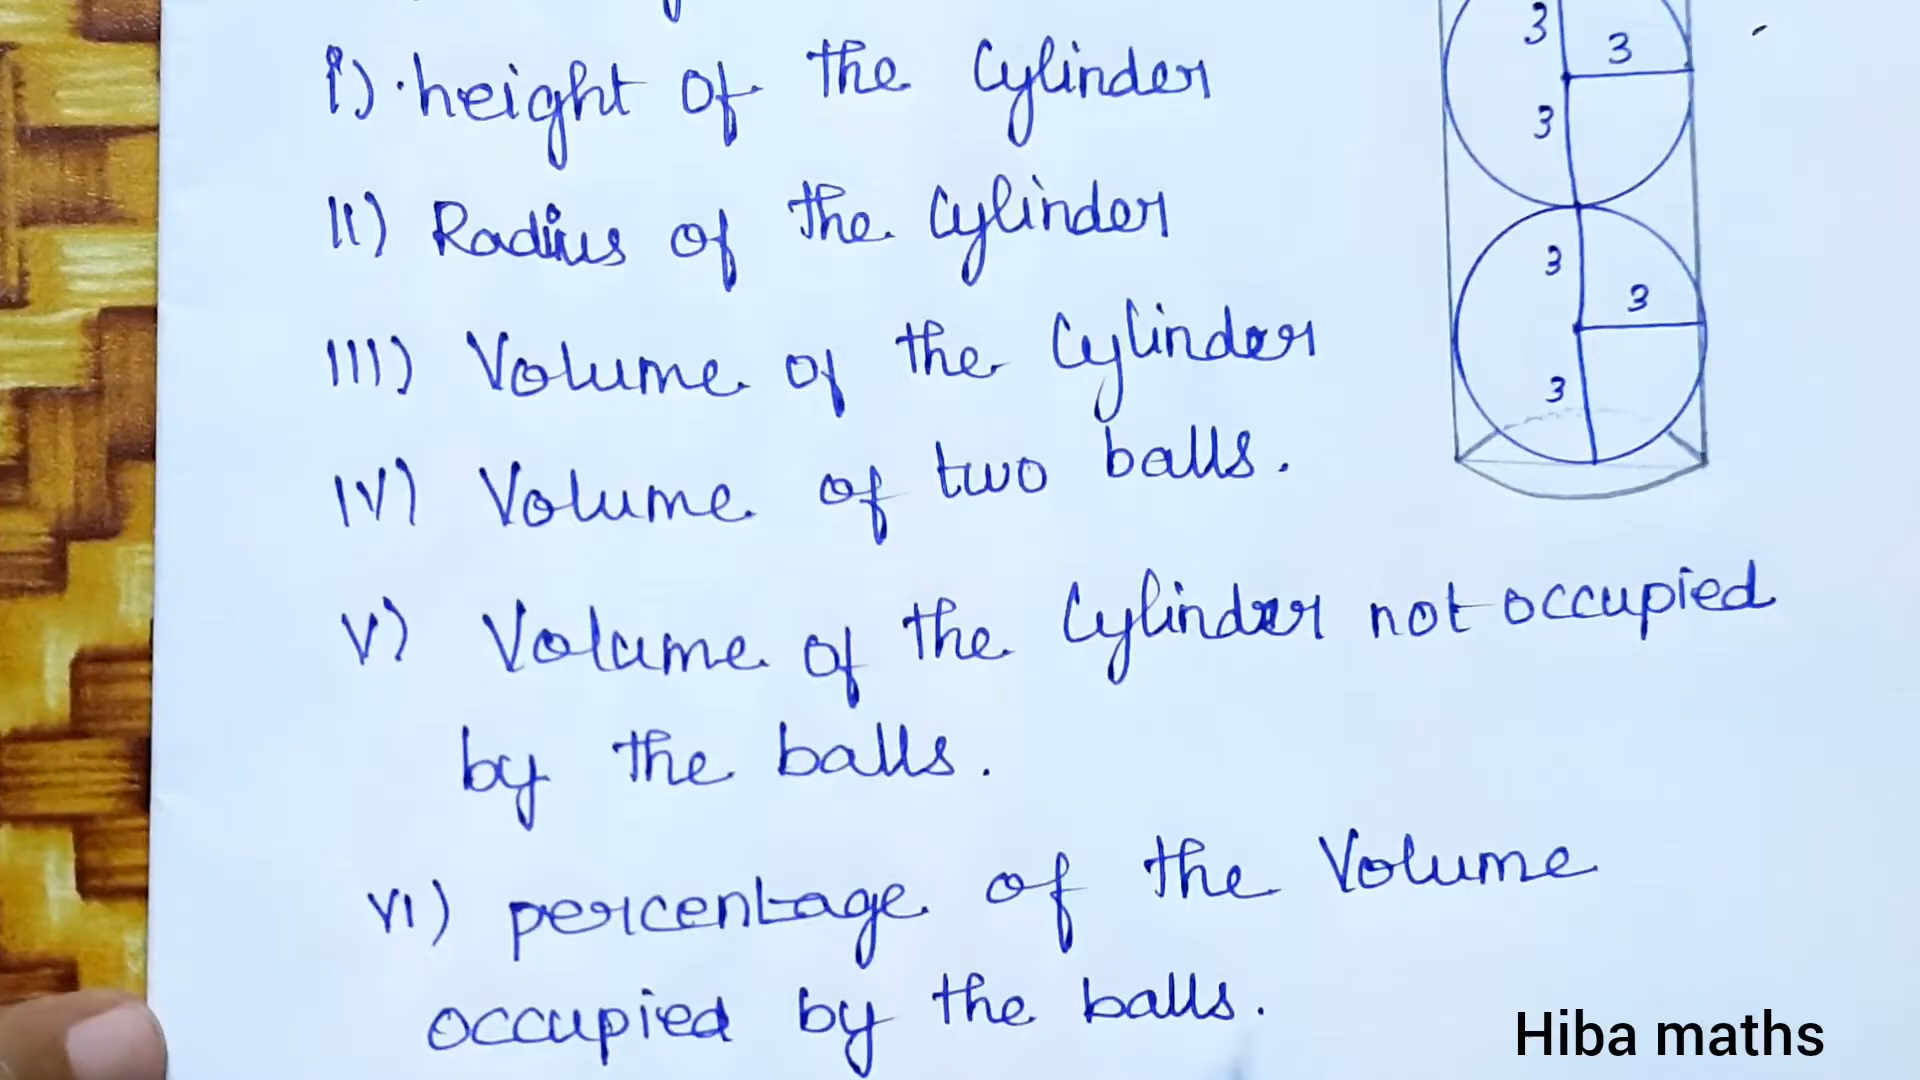 i) height of the Cylinder
3
3
3
II) Radius of the Cylinder
3
3
III) Volume of the Cylinder
3
IV) Volume of two balls.
V) Volume of the Cylinder not occupied
by the balls.
VI) percentage of the Volume
occupied by the balls.
Hiba maths